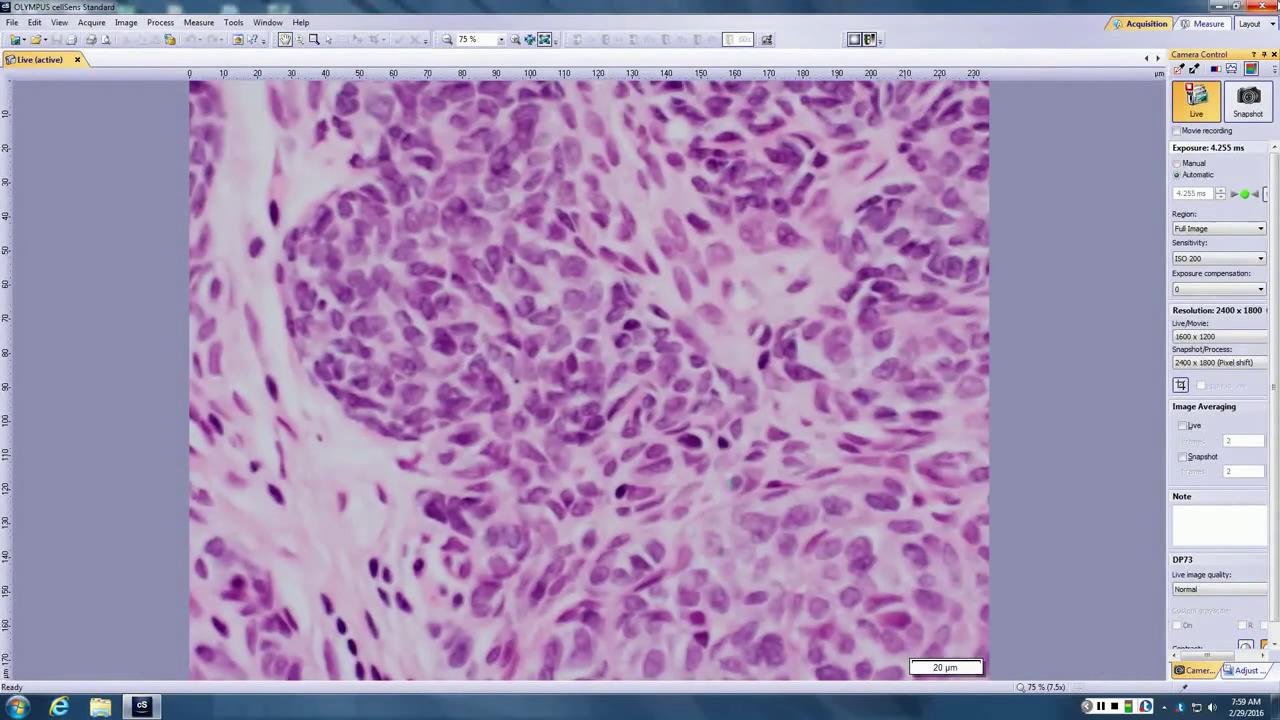 OLYMPUS cellSens Standard
File Edit View Acquire Image Process Measure Tools Window Help
Acquisition Measure Layout
75 %
Live (active)
Camera Control
0 10 20 30 40 50 60 70 80 90 100 110 120 130 140 150 160 170 180 190 200 210 220 230 µm
10 20 30 40 50 60 70 80 90 100 110 120 130 140 150 160 170 µm
Live Snapshot
Movie recording
Exposure: 4.255 ms
Manual
Automatic
4.255 ms
Region:
Full Image
Sensitivity:
ISO 200
Exposure compensation:
0
Resolution: 2400 x 1800
Live/Movie:
1600 x 1200
Snapshot/Process:
2400 x 1800 (Pixel shift)
Image Averaging
Live
2
Snapshot
2
Note
DP73
Live image quality:
Normal
On R
20 µm
Camer... Adjust ...
Ready
75 % (7.5x)
7:59 AM
2/29/2016